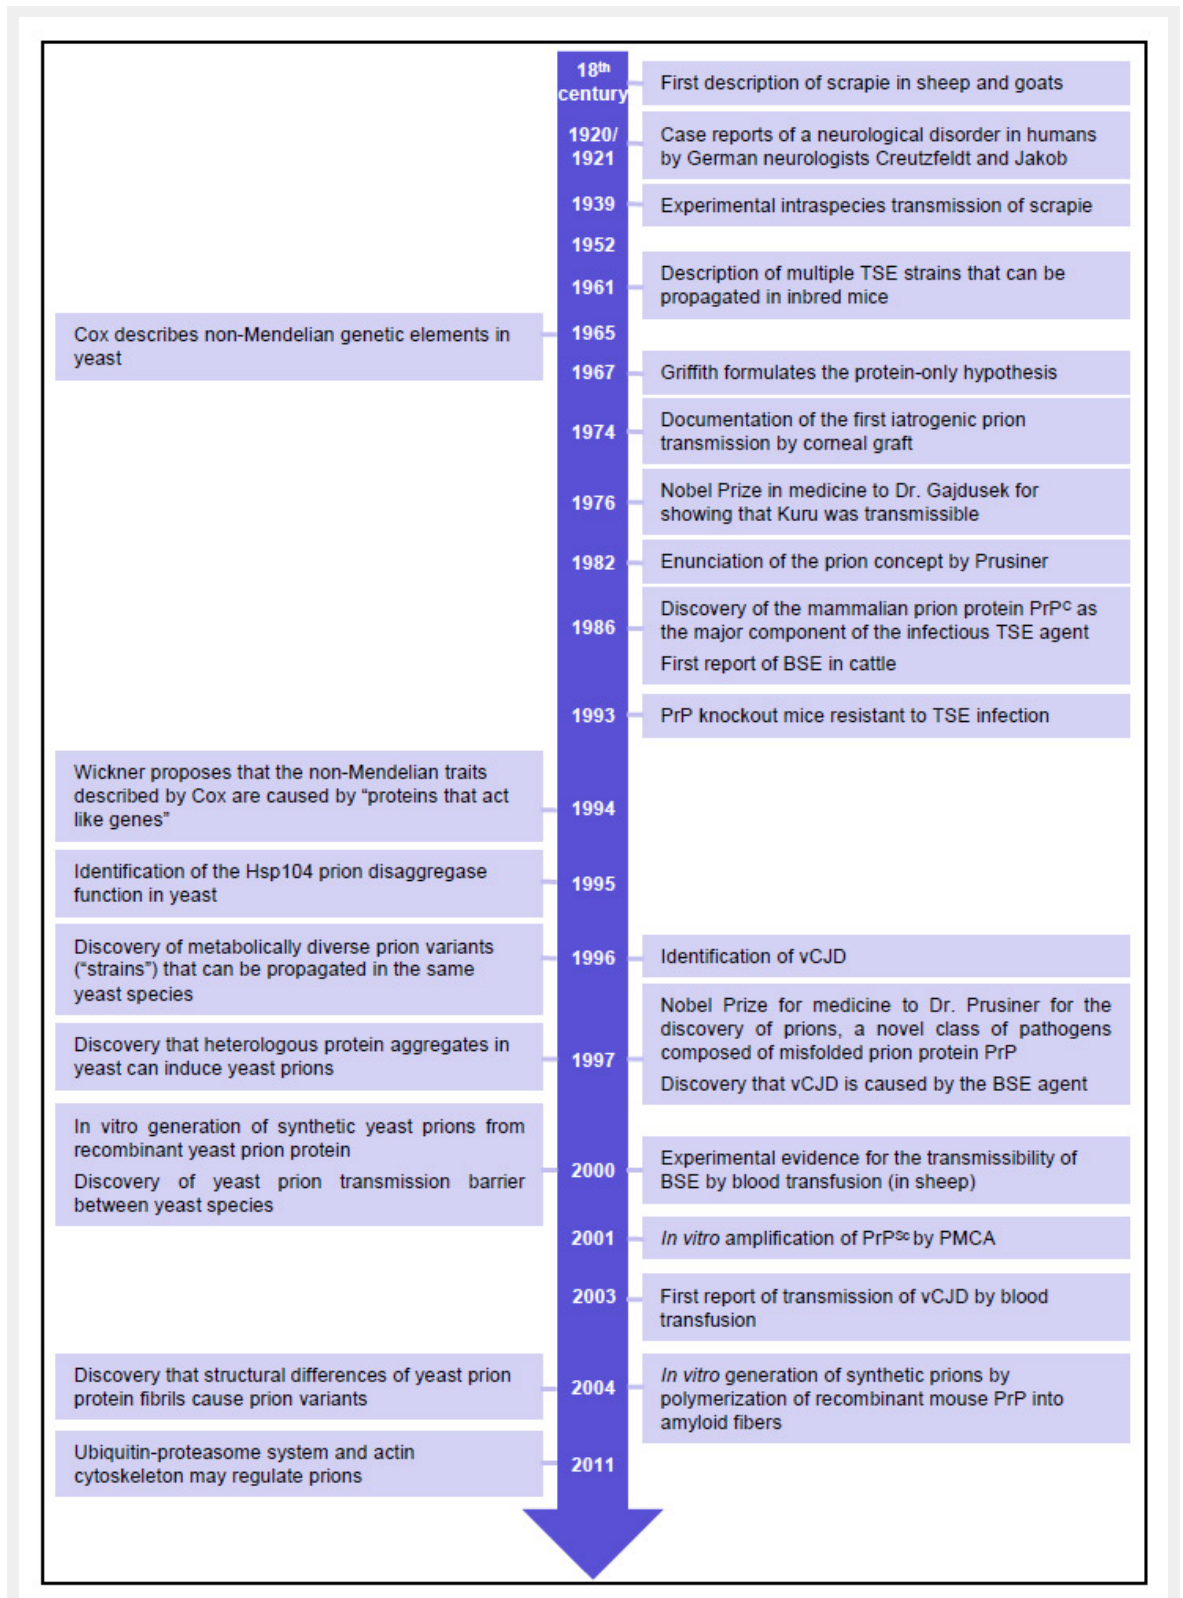 18th
century
First description of scrapie in sheep and goats
1920/
1921
Case reports of a neurological disorder in humans
by German neurologists Creutzfeldt and Jakob
1939
Experimental intraspecies transmission of scrapie
1952
1961
Description of multiple TSE strains that can be
propagated in inbred mice
Cox describes non-Mendelian genetic elements in
yeast
1965
1967
Griffith formulates the protein-only hypothesis
1974
Documentation of the first iatrogenic prion
transmission by corneal graft
1976
Nobel Prize in medicine to Dr. Gajdusek for
showing that Kuru was transmissible
1982
Enunciation of the prion concept by Prusiner
1986
Discovery of the mammalian prion protein PrPC as
the major component of the infectious TSE agent
First report of BSE in cattle
1993
PrP knockout mice resistant to TSE infection
Wickner proposes that the non-Mendelian traits
described by Cox are caused by “proteins that act
like genes”
1994
Identification of the Hsp104 prion disaggregase
function in yeast
1995
Discovery of metabolically diverse prion variants
(“strains”) that can be propagated in the same
yeast species
1996
Identification of vCJD
Discovery that heterologous protein aggregates in
yeast can induce yeast prions
1997
Nobel Prize for medicine to Dr. Prusiner for the
discovery of prions, a novel class of pathogens
composed of misfolded prion protein PrP
Discovery that vCJD is caused by the BSE agent
In vitro generation of synthetic yeast prions from
recombinant yeast prion protein
Discovery of yeast prion transmission barrier
between yeast species
2000
Experimental evidence for the transmissibility of
BSE by blood transfusion (in sheep)
2001
In vitro amplification of PrPSc by PMCA
2003
First report of transmission of vCJD by blood
transfusion
Discovery that structural differences of yeast prion
protein fibrils cause prion variants
2004
In vitro generation of synthetic prions by
polymerization of recombinant mouse PrP into
amyloid fibers
Ubiquitin-proteasome system and actin
cytoskeleton may regulate prions
2011